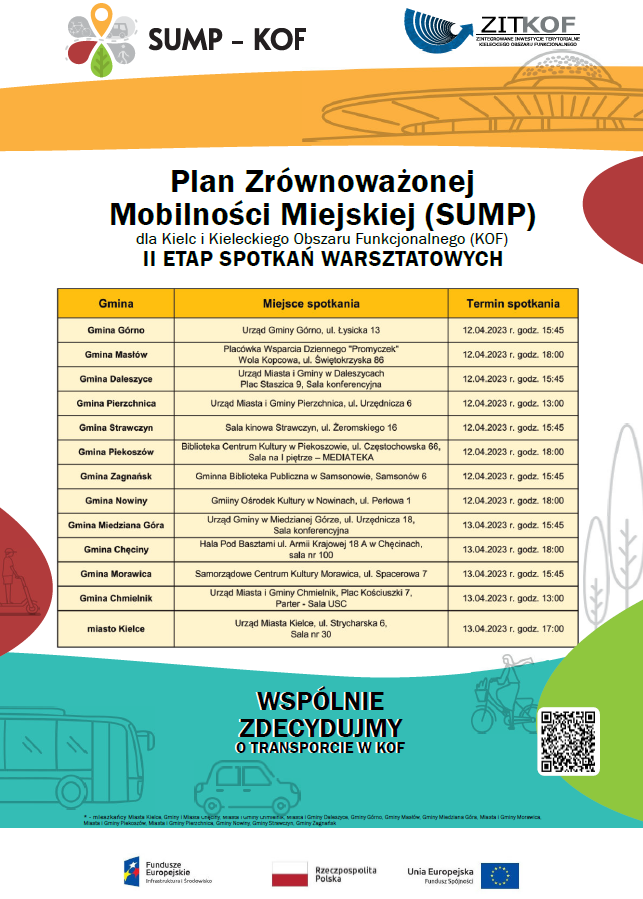 SUMP – KOF
ZITKOF
ZINTEGROWANE INWESTYCJE TERYTORIALNE
KIELECKIEGO OBSZARU FUNKCJONALNEGO
Plan Zrównoważonej
Mobilności Miejskiej (SUMP)
dla Kielc i Kieleckiego Obszaru Funkcjonalnego (KOF)
II ETAP SPOTKAŃ WARSZTATOWYCH
Gmina Miejsce spotkania Termin spotkania
Gmina Górno Urząd Gminy Górno, ul. Łysicka 13 12.04.2023 r. godz. 15:45
Gmina Masłów Placówka Wsparcia Dziennego "Promyczek" 12.04.2023 r. godz. 18:00
Wola Kopcowa, ul. Świętokrzyska 86
Gmina Daleszyce Urząd Miasta i Gminy w Daleszycach 12.04.2023 r. godz. 15:45
Plac Staszica 9, Sala konferencyjna
Gmina Pierzchnica Urząd Miasta i Gminy Pierzchnica, ul. Urzędnicza 6 12.04.2023 r. godz. 13:00
Gmina Strawczyn Sala kinowa Strawczyn, ul. Żeromskiego 16 12.04.2023 r. godz. 15:45
Gmina Piekoszów Biblioteka Centrum Kultury w Piekoszowie, ul. Częstochowska 66, 12.04.2023 r. godz. 18:00
Sala na I piętrze – MEDIATEKA
Gmina Zagnańsk Gminna Biblioteka Publiczna w Samsonowie, Samsonów 6 12.04.2023 r. godz. 15:45
Gmina Nowiny Gmiiny Ośrodek Kultury w Nowinach, ul. Perłowa 1 12.04.2023 r. godz. 18:00
Gmina Miedziana Góra Urząd Gminy w Miedzianej Górze, ul. Urzędnicza 18, 13.04.2023 r. godz. 15:45
Sala konferencyjna
Gmina Chęciny Hala Pod Basztami ul. Armii Krajowej 18 A w Chęcinach, 13.04.2023 r. godz. 18:00
sala nr 100
Gmina Morawica Samorządowe Centrum Kultury Morawica, ul. Spacerowa 7 13.04.2023 r. godz. 15:45
Gmina Chmielnik Urząd Miasta i Gminy Chmielnik, Plac Kościuszki 7, 13.04.2023 r. godz. 13:00
Parter - Sala USC
miasto Kielce Urząd Miasta Kielce, ul. Strycharska 6, 13.04.2023 r. godz. 17:00
Sala nr 30
WSPÓLNIE
ZDECYDUJMY
O TRANSPORCIE W KOF
* - mieszkańcy Miasta Kielce, Gminy i Miasta Chęciny, Miasta i Gminy Chmielnik, Miasta i Gminy Daleszyce, Gminy Górno, Gminy Masłów, Gminy Miedziana Góra, Miasta i Gminy Morawica,
Miasta i Gminy Piekoszów, Miasta i Gminy Pierzchnica, Gminy Nowiny, Gminy Strawczyn, Gminy Zagnańsk
Fundusze
Europejskie
Infrastruktura i Środowisko
Rzeczpospolita
Polska
Unia Europejska
Fundusz Spójności